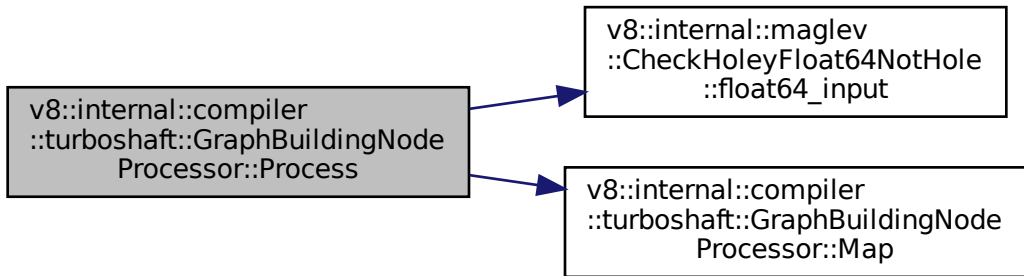 v8::internal::compiler
::turboshaft::GraphBuildingNode
Processor::Process
v8::internal::maglev
::CheckHoleyFloat64NotHole
::float64_input
v8::internal::compiler
::turboshaft::GraphBuildingNode
Processor::Map